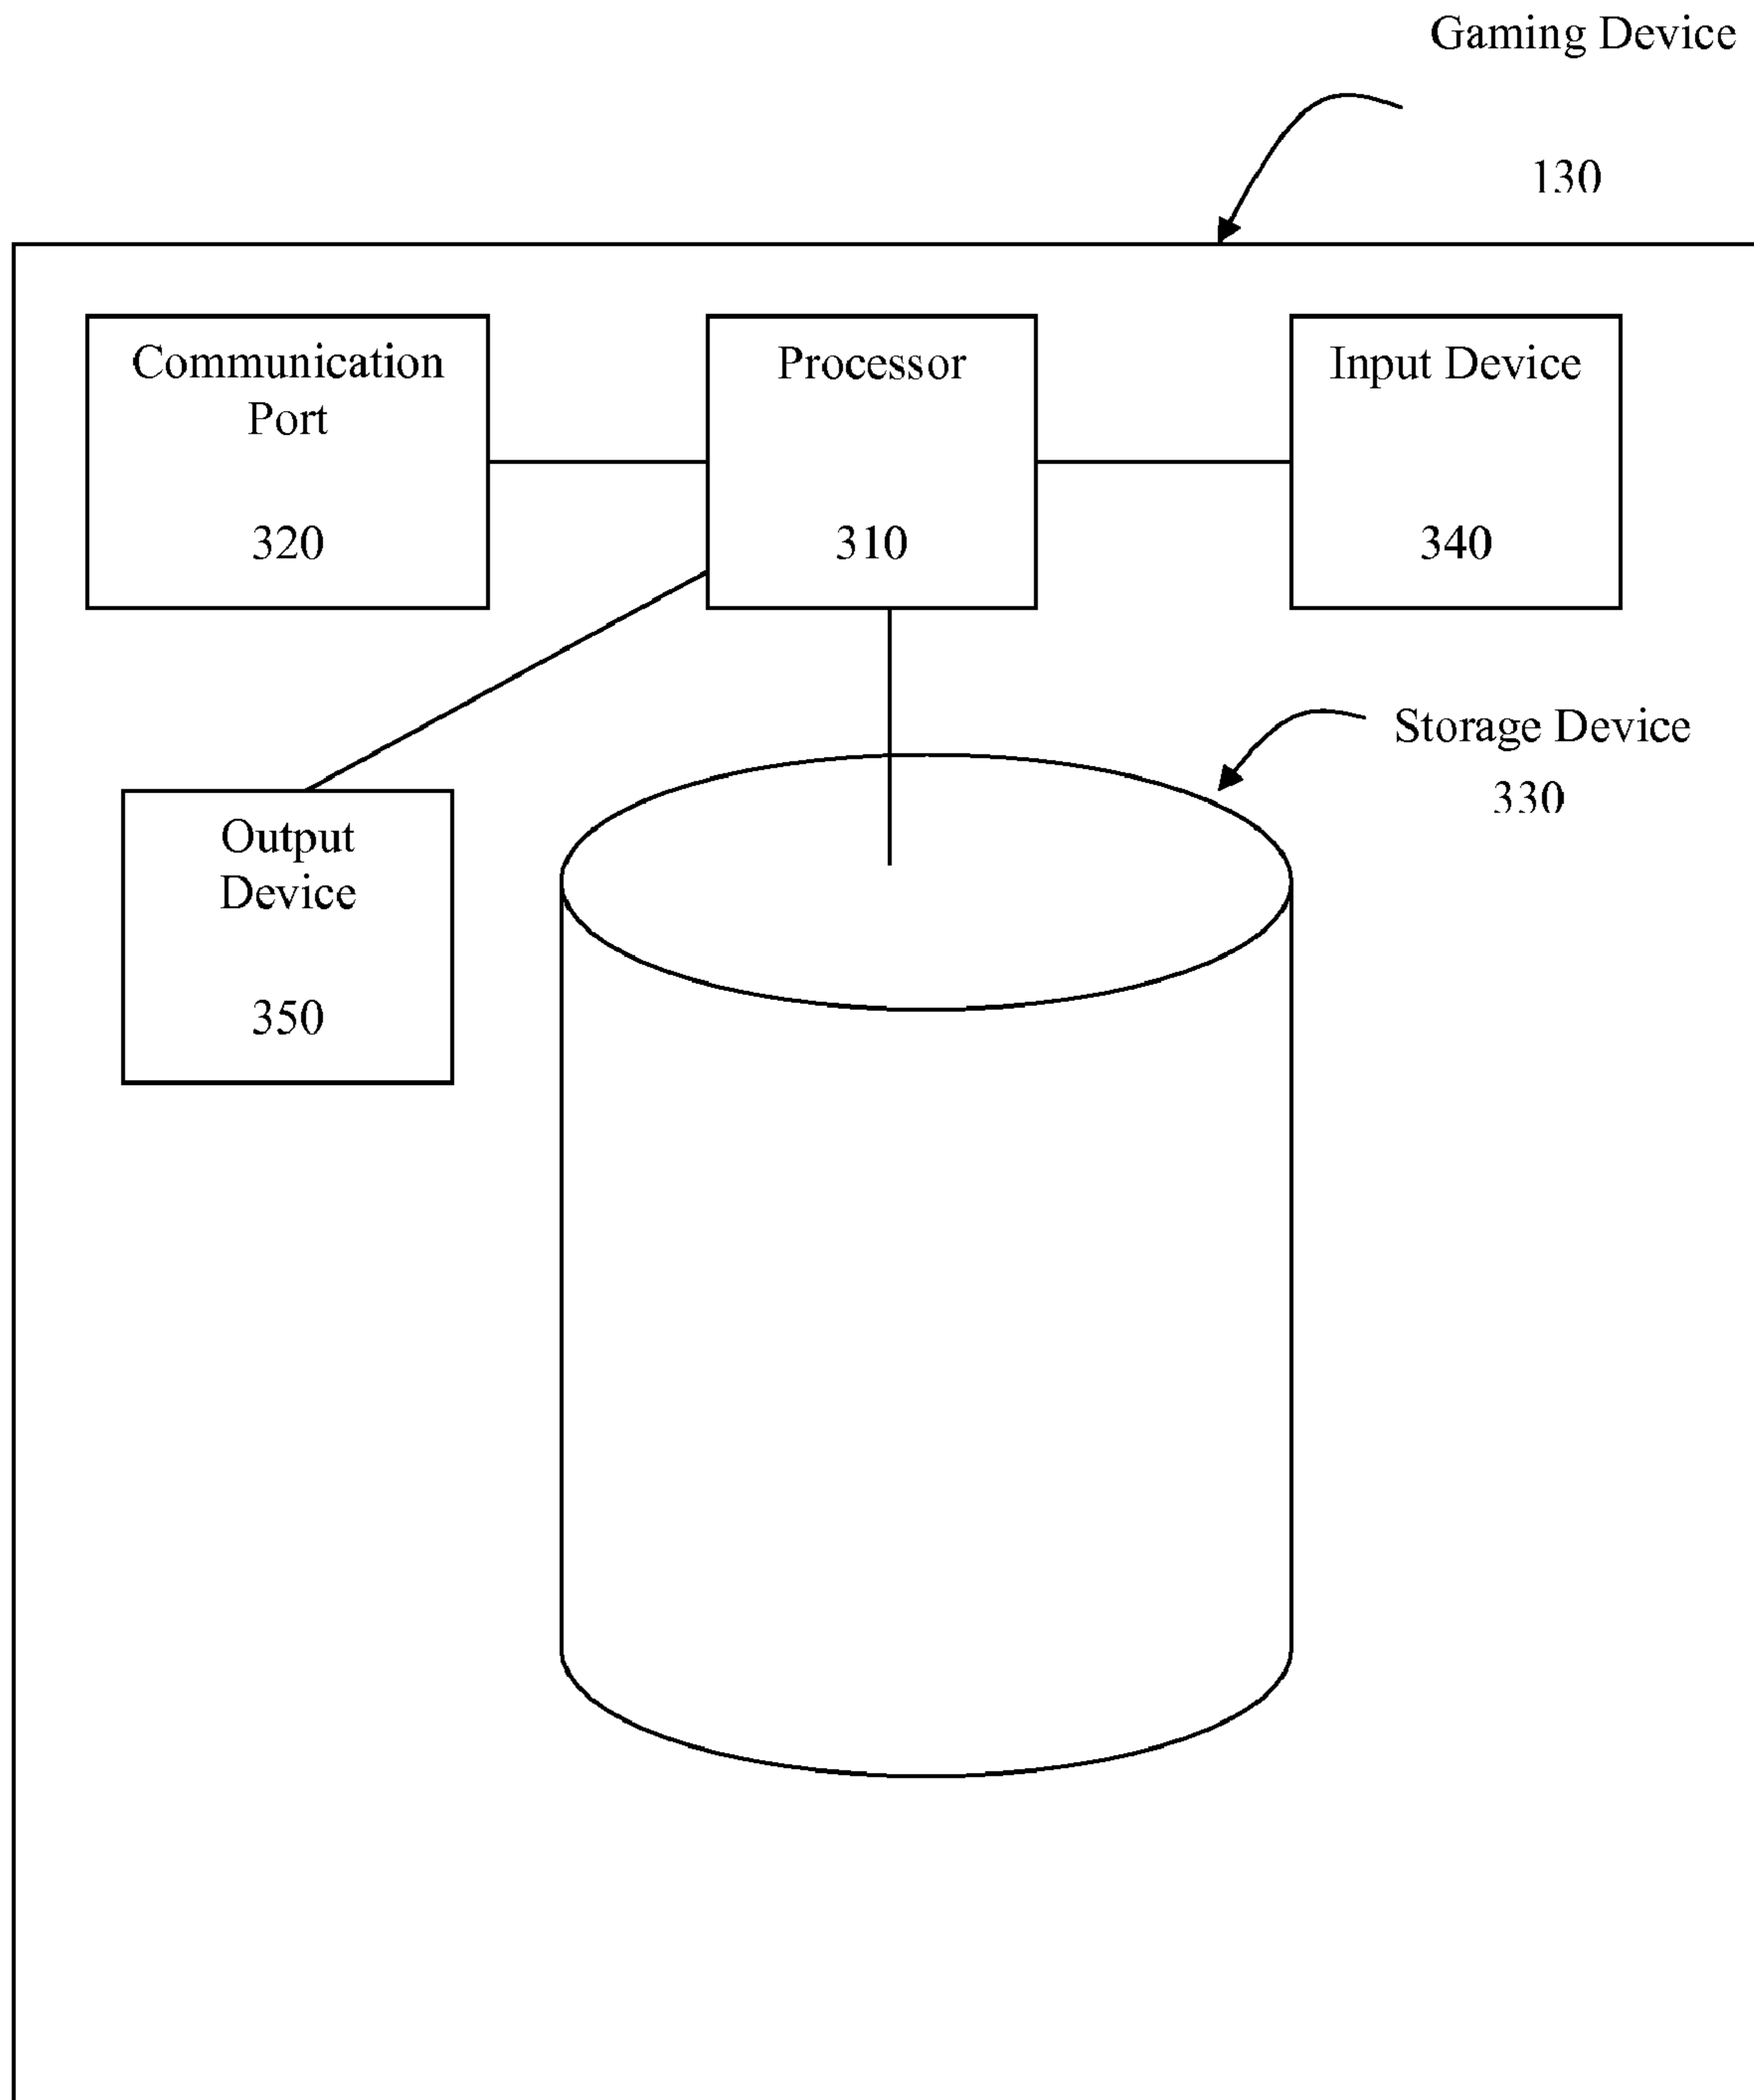 Gaming Device
130
Communication
Port
320
Processor
310
Input Device
340
Storage Device
330
Output
Device
350